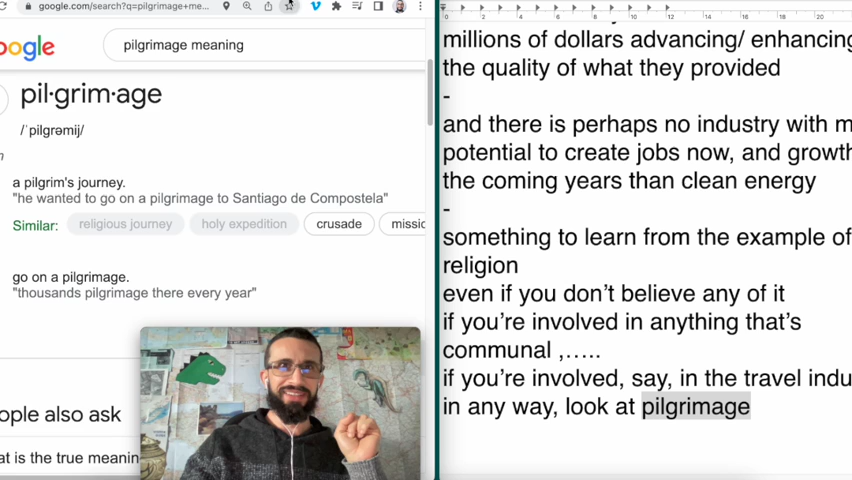 google.com/search?q=pilgrimage+me...
oogle
pilgrimage meaning
pil·grim·age
/ˈpilɡrəmij/
n
a pilgrim's journey.
"he wanted to go on a pilgrimage to Santiago de Compostela"
Similar: religious journey holy expedition crusade missic
go on a pilgrimage.
"thousands pilgrimage there every year"
ople also ask
at is the true meanin
0 2 4 6 8 10 12 14 16 18 20
millions of dollars advancing/ enhancing
the quality of what they provided
-
and there is perhaps no industry with m
potential to create jobs now, and growth
the coming years than clean energy
-
something to learn from the example of
religion
even if you don't believe any of it
if you're involved in anything that's
communal ,.....
if you're involved, say, in the travel indu
in any way, look at pilgrimage